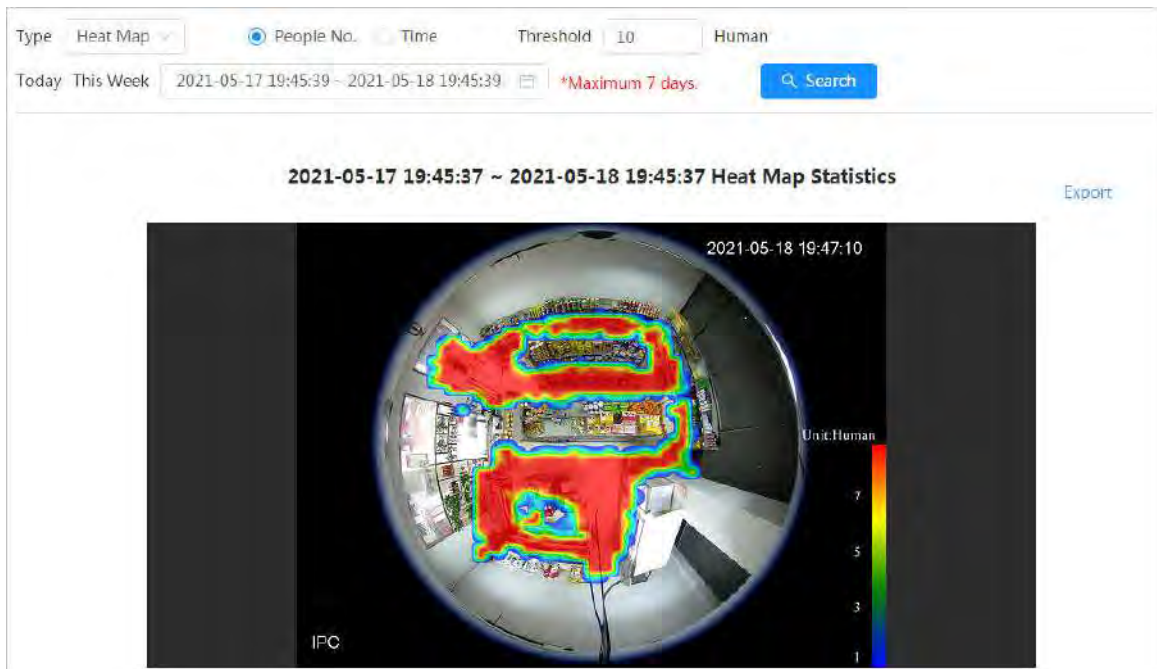 Type Heat Map People No. Time Threshold 10 Human
Today This Week 2021-05-17 19:45:39 ~ 2021-05-18 19:45:39 *Maximum 7 days. Search
2021-05-17 19:45:37 ~ 2021-05-18 19:45:37 Heat Map Statistics
Export
2021-05-18 19:47:10
Unit:Human
7
5
3
1
IPC